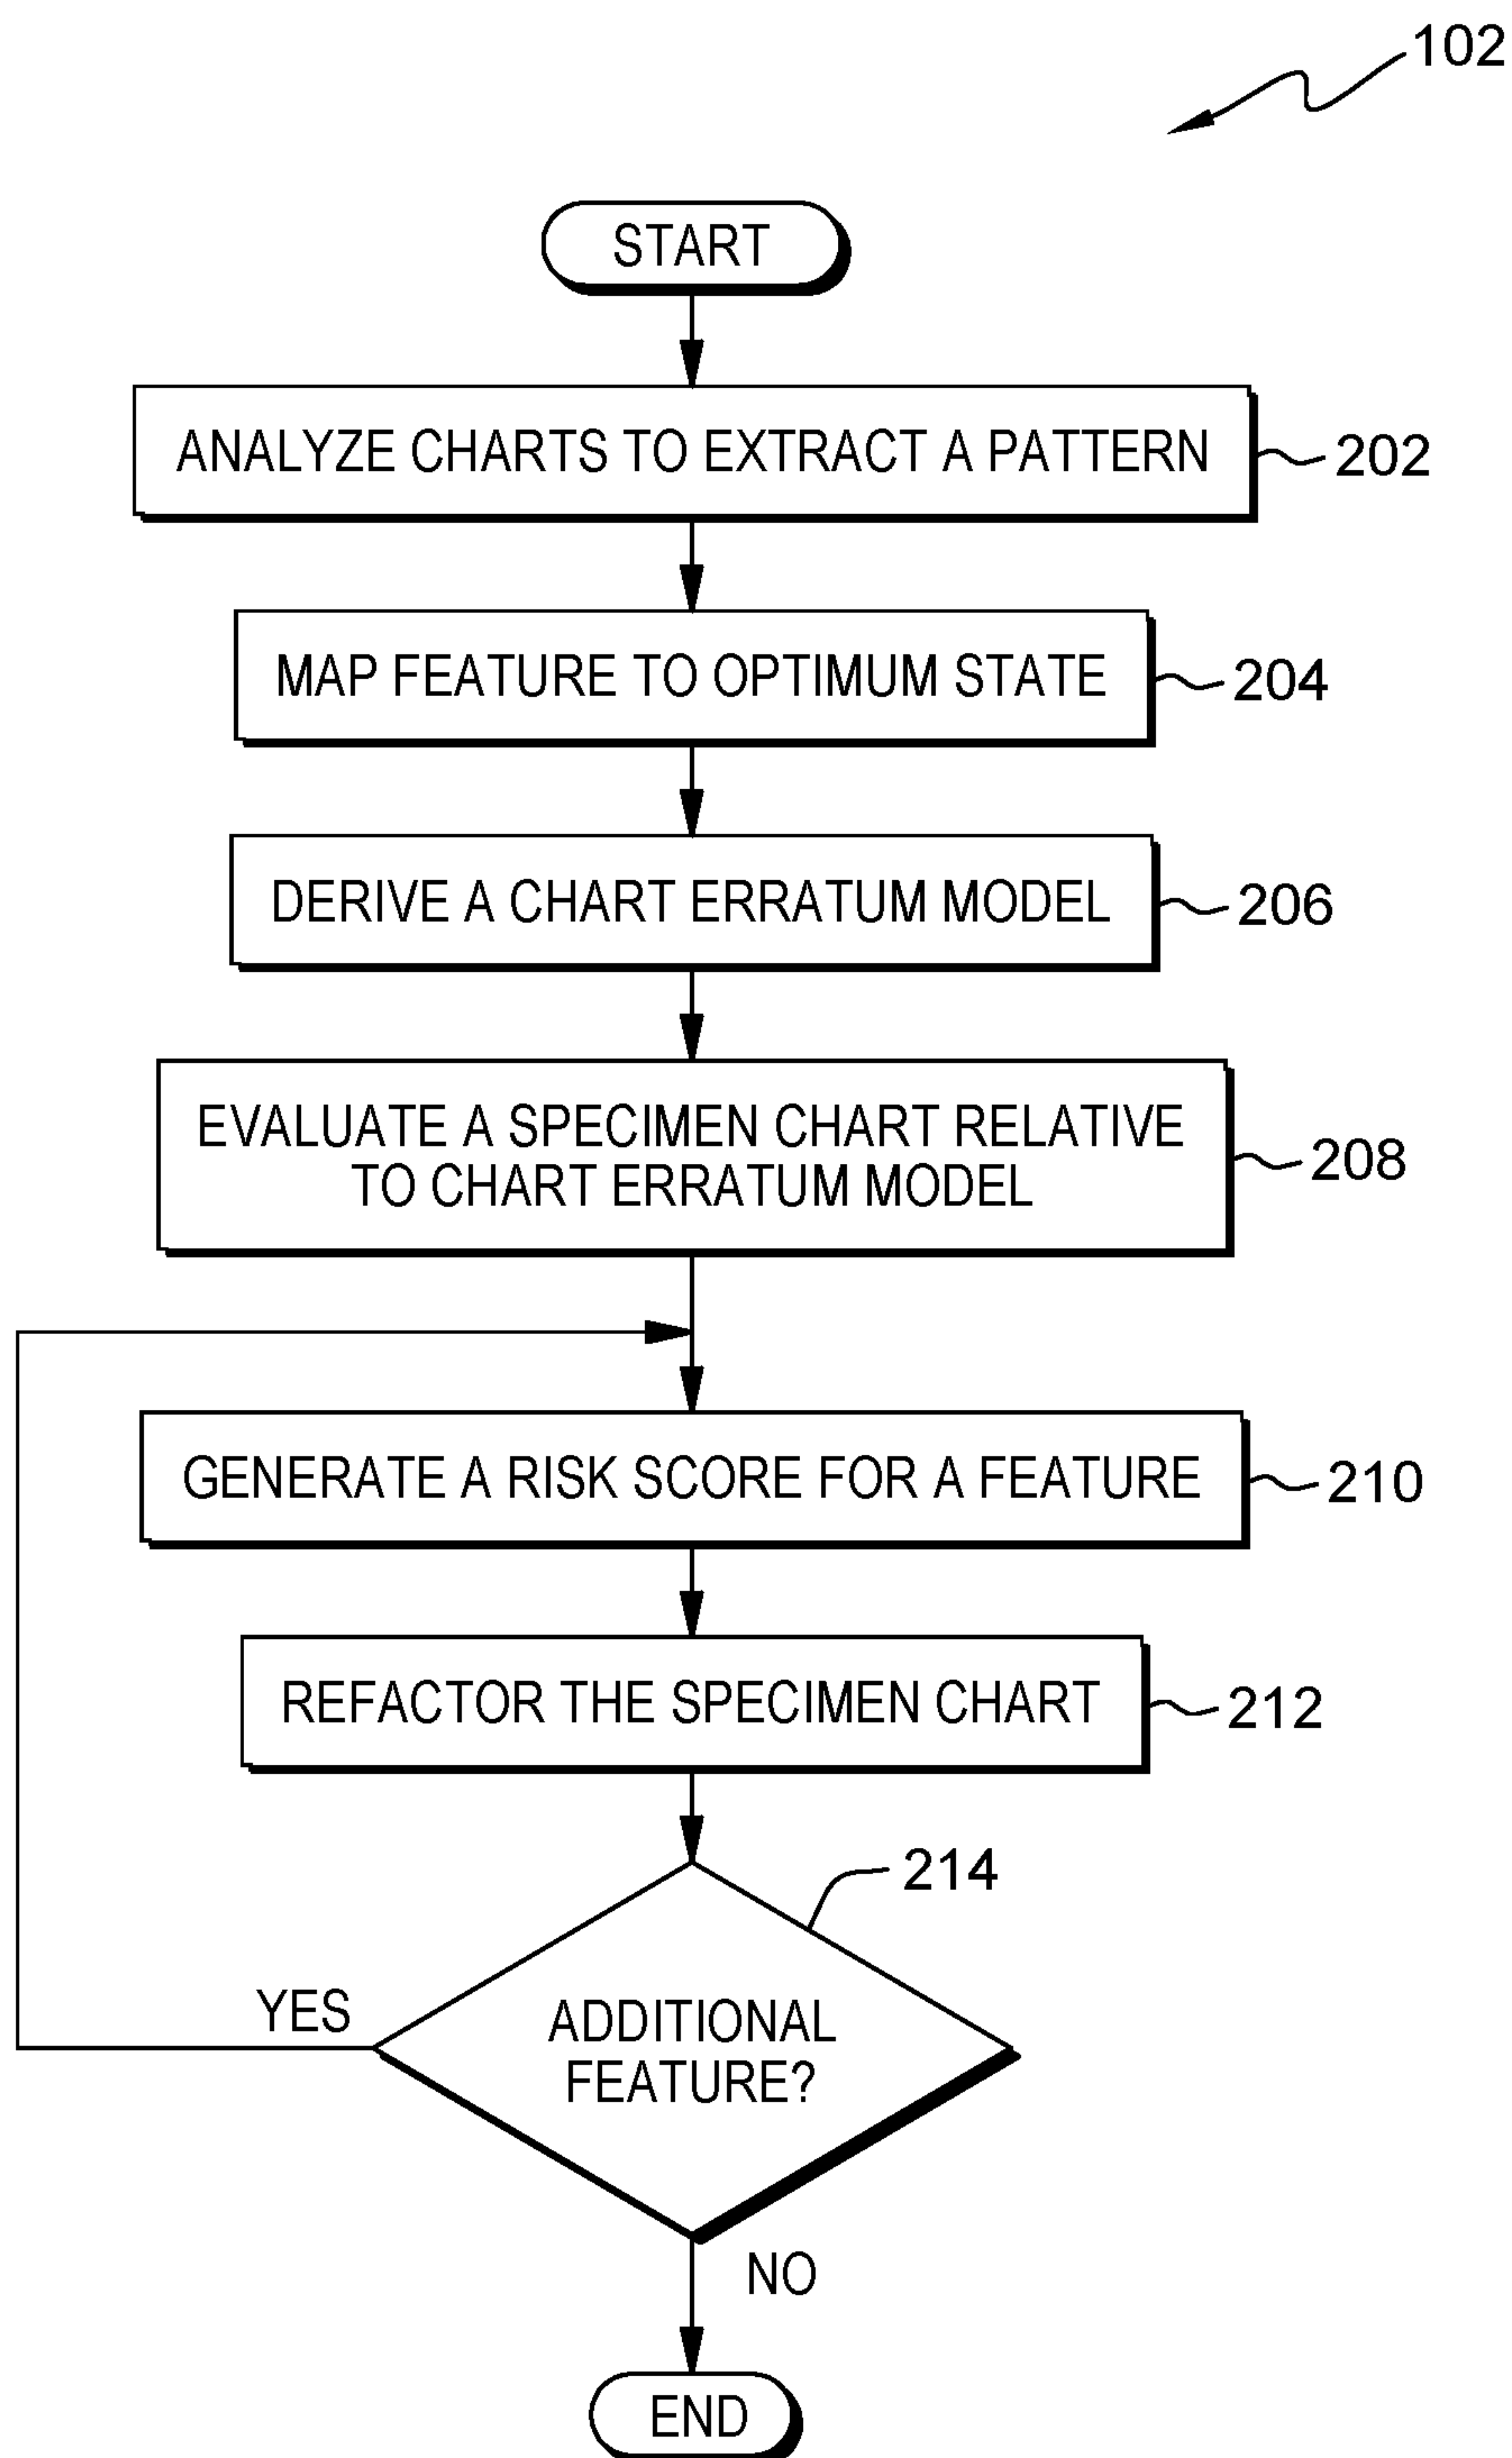 102
START
ANALYZE CHARTS TO EXTRACT A PATTERN
202
MAP FEATURE TO OPTIMUM STATE
204
DERIVE A CHART ERRATUM MODEL
206
EVALUATE A SPECIMEN CHART RELATIVE
TO CHART ERRATUM MODEL
208
GENERATE A RISK SCORE FOR A FEATURE
210
REFACTOR THE SPECIMEN CHART
212
214
YES
ADDITIONAL
FEATURE?
NO
END